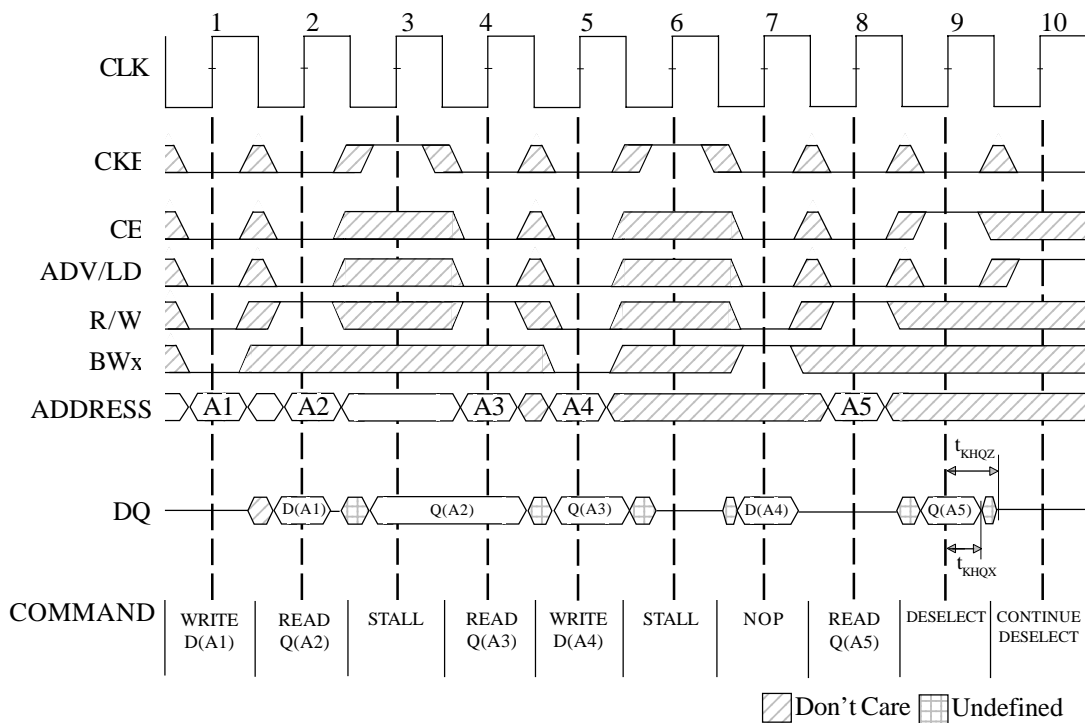 1 2 3 4 5 6 7 8 9 10
CLK
CKE
CE
ADV/LD
R/W
BWx
ADDRESS A1 A2 A3 A4 A5
tKHQZ
DQ D(A1) Q(A2) Q(A3) D(A4) Q(A5)
tKHQX
COMMAND WRITE D(A1) READ Q(A2) STALL READ Q(A3) WRITE D(A4) STALL NOP READ Q(A5) DESELECT CONTINUE DESELECT
Don't Care Undefined